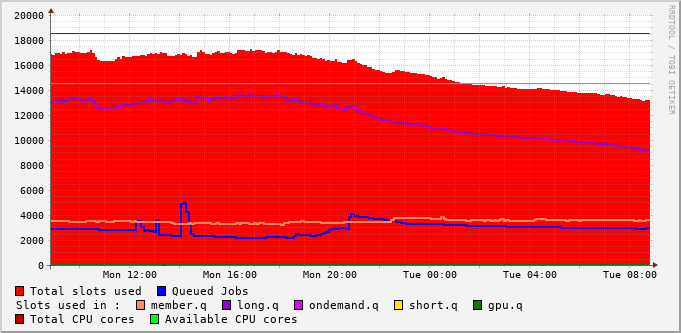 20000
18000
16000
14000
12000
10000
8000
6000
4000
2000
0
Mon 12:00 Mon 16:00 Mon 20:00 Tue 00:00 Tue 04:00 Tue 08:00
Total slots used Queued Jobs
Slots used in : member.q long.q ondemand.q short.q gpu.q
Total CPU cores Available CPU cores
RRDTOOL / TOBI OETIKER